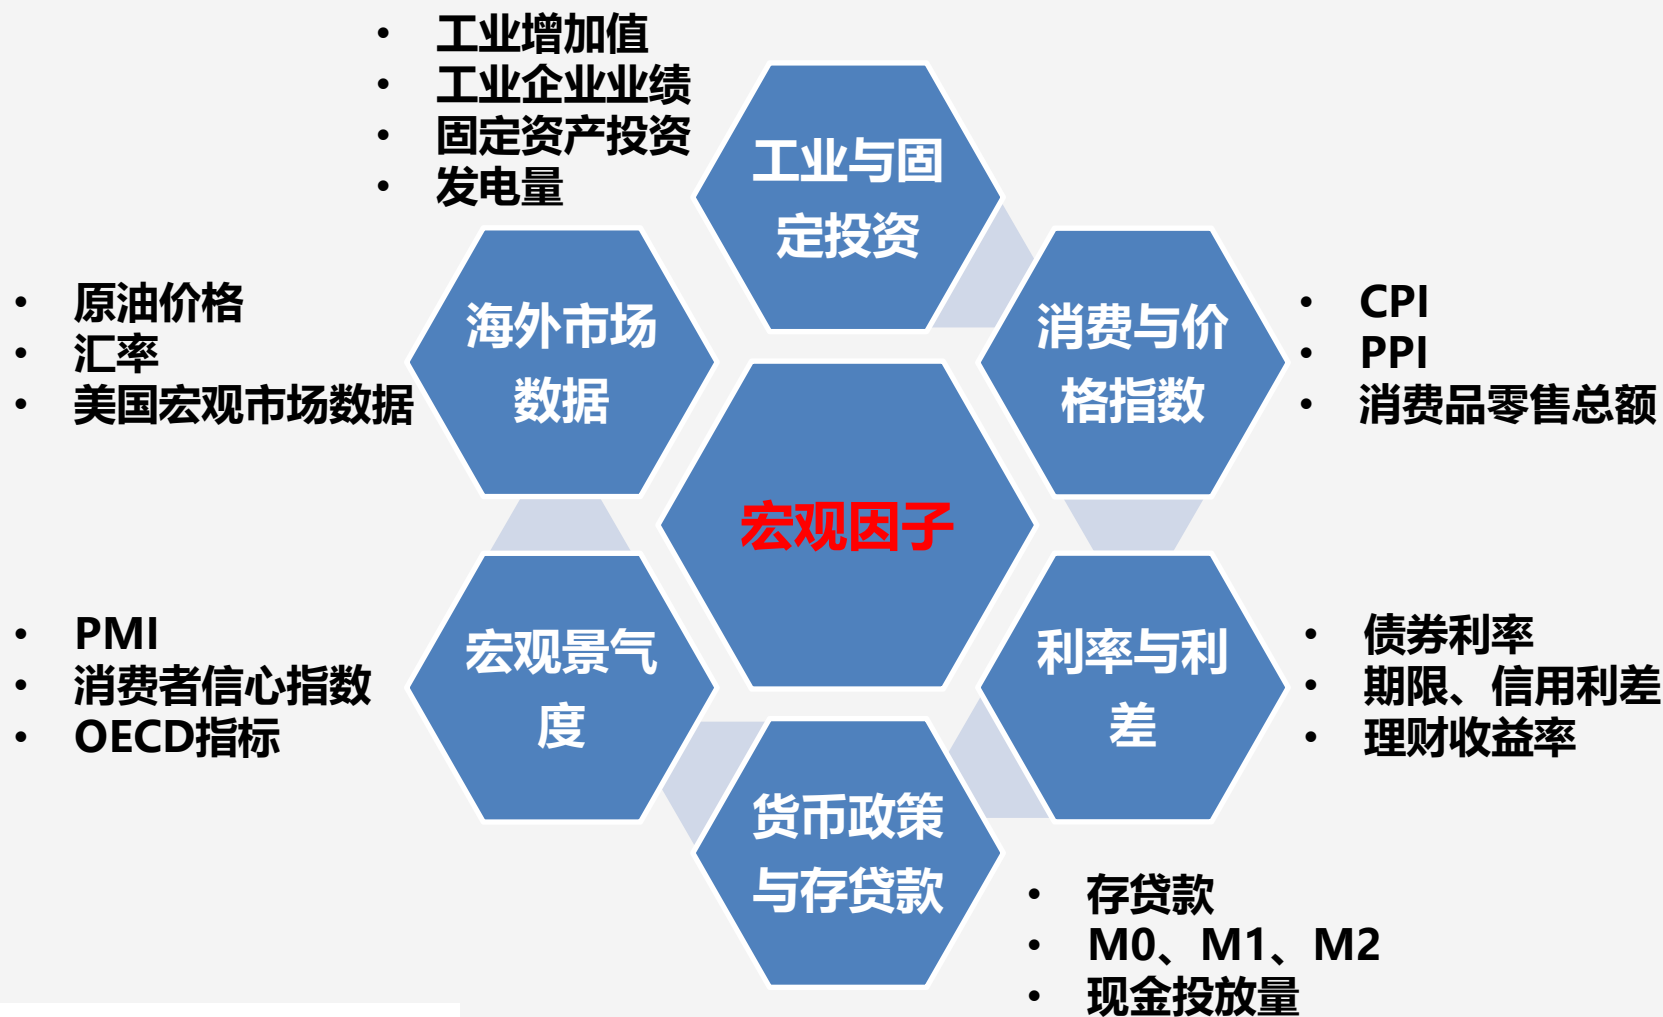 • 工业增加值
• 工业企业业绩
• 固定资产投资
• 发电量
工业与固
定投资
海外市场
数据
• 原油价格
• 汇率
• 美国宏观市场数据
消费与价
格指数
• CPI
• PPI
• 消费品零售总额
宏观因子
宏观景气
度
• PMI
• 消费者信心指数
• OECD指标
利率与利
差
• 债券利率
• 期限、信用利差
• 理财收益率
货币政策
与存贷款
• 存贷款
• M0、M1、M2
• 现金投放量